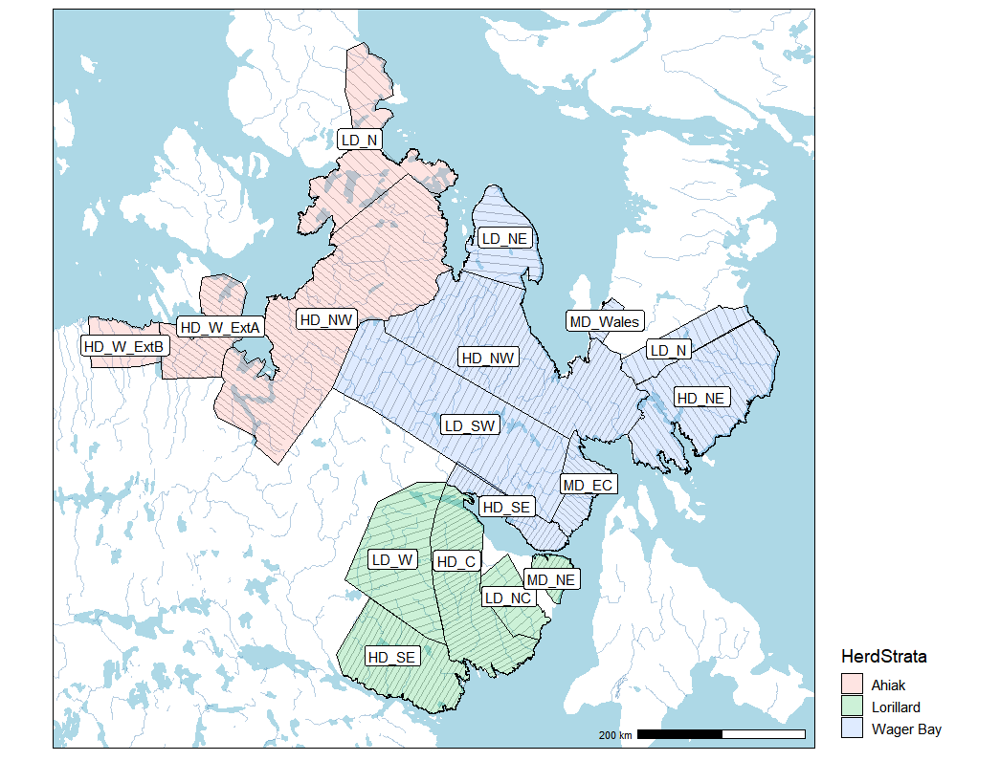 LD_N
LD_NE
HD_NW
MD_Wales
HD_W_ExtA
HD_W_ExtB
LD_N
HD_NW
HD_NE
LD_SW
MD_EC
HD_SE
LD_W
HD_C
MD_NE
LD_NC
HD_SE
HerdStrata
Ahiak
Lorillard
Wager Bay
200 km